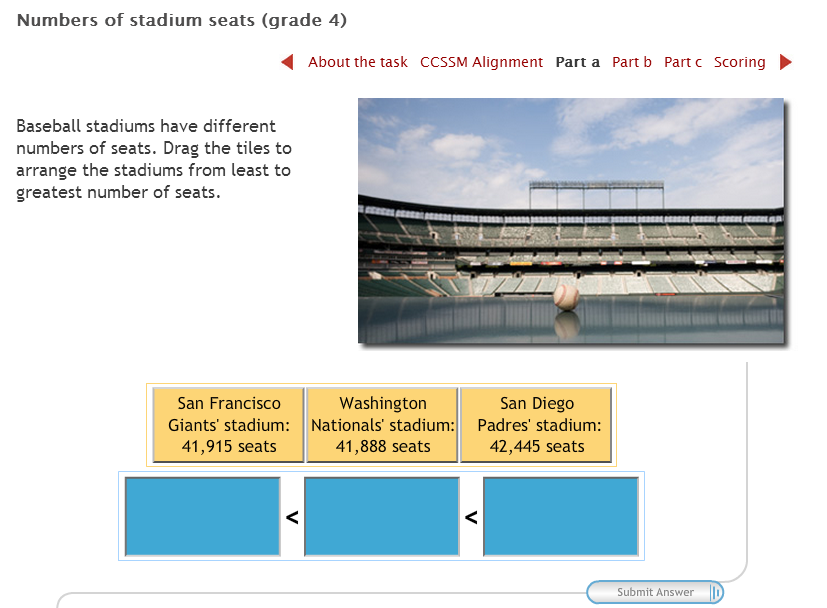 Numbers of stadium seats (grade 4)
About the task CCSSM Alignment Part a Part b Part c Scoring
Baseball stadiums have different
numbers of seats. Drag the tiles to
arrange the stadiums from least to
greatest number of seats.
San Francisco
Giants' stadium:
41,915 seats
Washington
Nationals' stadium:
41,888 seats
San Diego
Padres' stadium:
42,445 seats
< <
Submit Answer